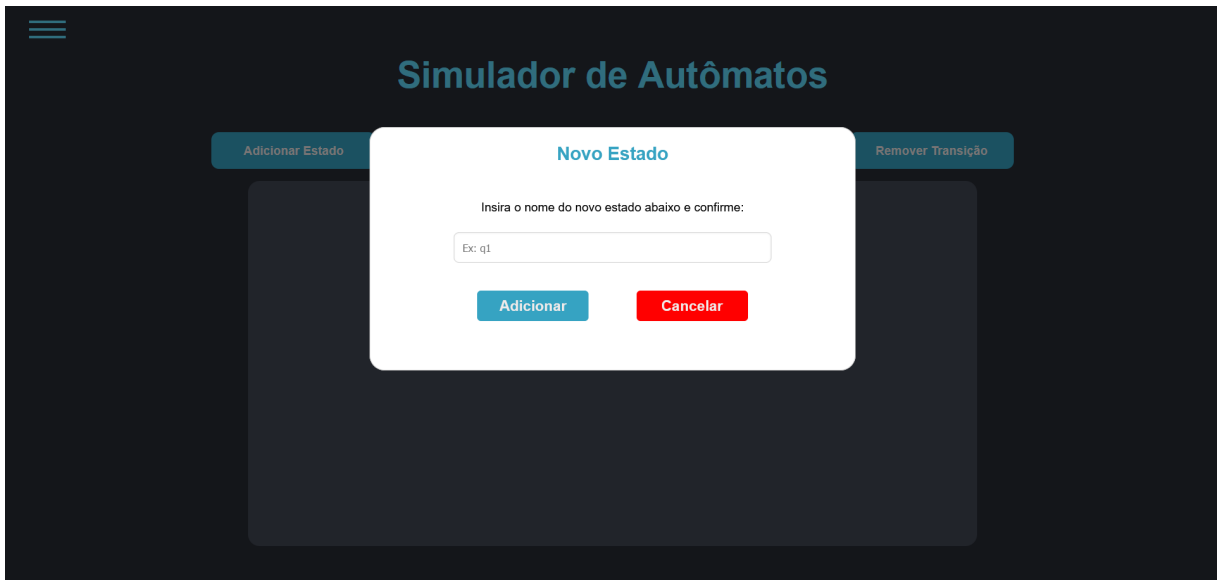 Simulador de Autômatos
Adicionar Estado
Remover Transição
Novo Estado
Insira o nome do novo estado abaixo e confirme:
Ex: q1
Adicionar
Cancelar